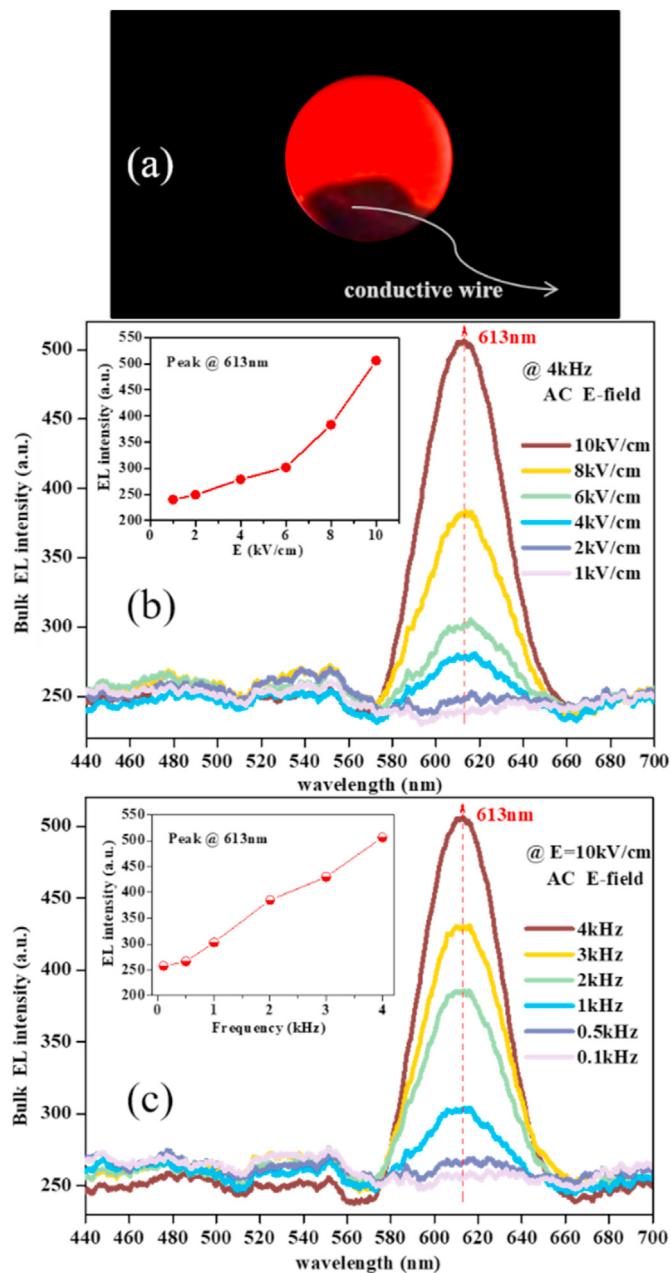 (a)
conductive wire
Bulk EL intensity (a.u.)
500
450
400
350
300
250
EL intensity (a.u.)
550
500
450
400
350
300
250
200
Peak @ 613nm
0 2 4 6 8 10
E (kV/cm)
613nm
@ 4kHz
AC E-field
10kV/cm
8kV/cm
6kV/cm
4kV/cm
2kV/cm
1kV/cm
(b)
440 460 480 500 520 540 560 580 600 620 640 660 680 700
wavelength (nm)
Bulk EL intensity (a.u.)
500
450
400
350
300
250
EL intensity (a.u.)
550
500
450
400
350
300
250
200
Peak @ 613nm
0 1 2 3 4
Frequency (kHz)
613nm
@ E=10kV/cm
AC E-field
4kHz
3kHz
2kHz
1kHz
0.5kHz
0.1kHz
(c)
440 460 480 500 520 540 560 580 600 620 640 660 680 700
wavelength (nm)